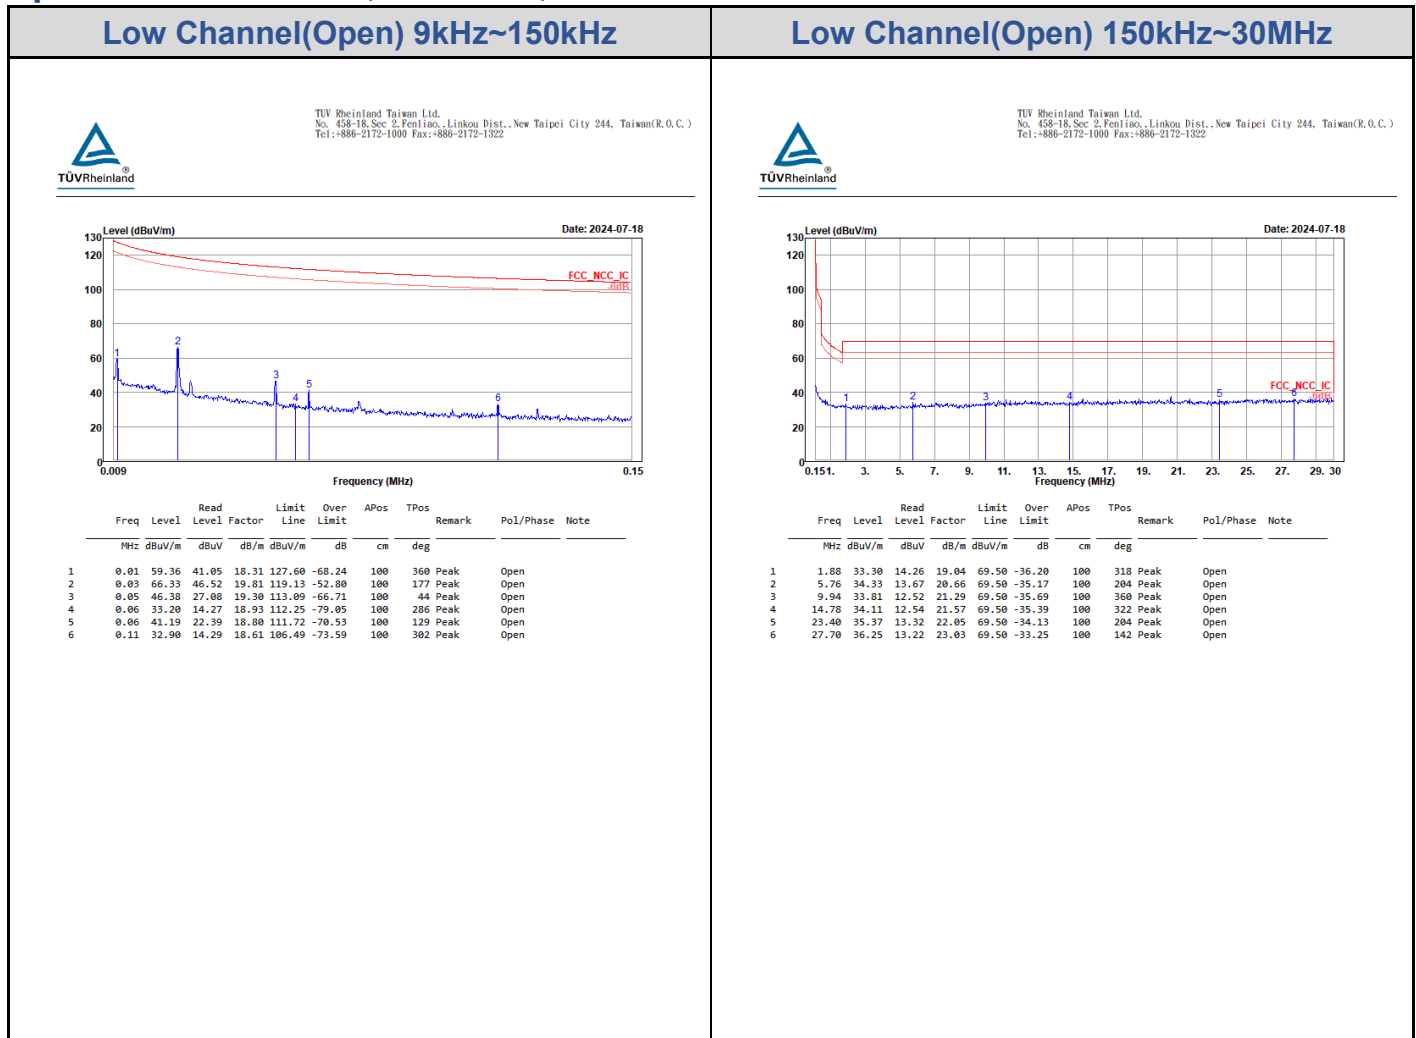 Low Channel(Open) 9kHz~150kHz
TÜVRheinland
®
TUV Rheinland Taiwan Ltd.
No. 458-18,Sec 2,Fenliao.,Linkou Dist.,New Taipei City 244, Taiwan(R.O.C.)
Tel:+886-2172-1000 Fax:+886-2172-1322
Level (dBuV/m) Date: 2024-07-18
130
120
100
80
60
40
20
0
FCC_NCC_IC
-6dB
1 2 3 4 5 6
0.009 0.15
Frequency (MHz)
Read Limit Over APos TPos
Freq Level Level Factor Line Limit Remark Pol/Phase Note
MHz dBuV/m dBuV dB/m dBuV/m dB cm deg
1 0.01 59.36 41.05 18.31 127.60 -68.24 100 360 Peak Open
2 0.03 66.33 46.52 19.81 119.13 -52.80 100 177 Peak Open
3 0.05 46.38 27.08 19.30 113.09 -66.71 100 44 Peak Open
4 0.06 33.20 14.27 18.93 112.25 -79.05 100 286 Peak Open
5 0.06 41.19 22.39 18.80 111.72 -70.53 100 129 Peak Open
6 0.11 32.90 14.29 18.61 106.49 -73.59 100 302 Peak Open
Low Channel(Open) 150kHz~30MHz
TÜVRheinland
®
TUV Rheinland Taiwan Ltd.
No. 458-18,Sec 2,Fenliao.,Linkou Dist.,New Taipei City 244, Taiwan(R.O.C.)
Tel:+886-2172-1000 Fax:+886-2172-1322
Level (dBuV/m) Date: 2024-07-18
130
120
100
80
60
40
20
0
FCC_NCC_IC
-6dB
1 2 3 4 5 6
0.151. 3. 5. 7. 9. 11. 13. 15. 17. 19. 21. 23. 25. 27. 29. 30
Frequency (MHz)
Read Limit Over APos TPos
Freq Level Level Factor Line Limit Remark Pol/Phase Note
MHz dBuV/m dBuV dB/m dBuV/m dB cm deg
1 1.88 33.30 14.26 19.04 69.50 -36.20 100 318 Peak Open
2 5.76 34.33 13.67 20.66 69.50 -35.17 100 204 Peak Open
3 9.94 33.81 12.52 21.29 69.50 -35.69 100 360 Peak Open
4 14.78 34.11 12.54 21.57 69.50 -35.39 100 322 Peak Open
5 23.40 35.37 13.32 22.05 69.50 -34.13 100 204 Peak Open
6 27.70 36.25 13.22 23.03 69.50 -33.25 100 142 Peak Open